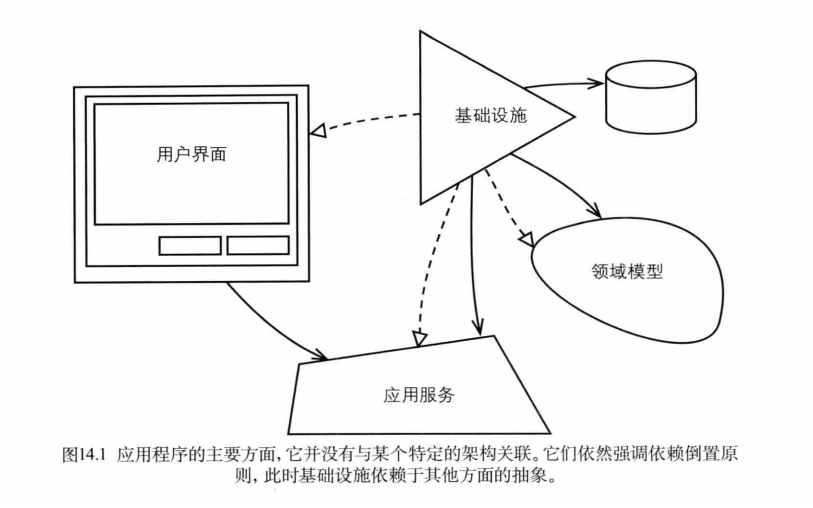 基础设施
用户界面
领域模型
应用服务
图14.1 应用程序的主要方面,它并没有与某个特定的架构关联。它们依然强调依赖倒置原
则,此时基础设施依赖于其他方面的抽象。